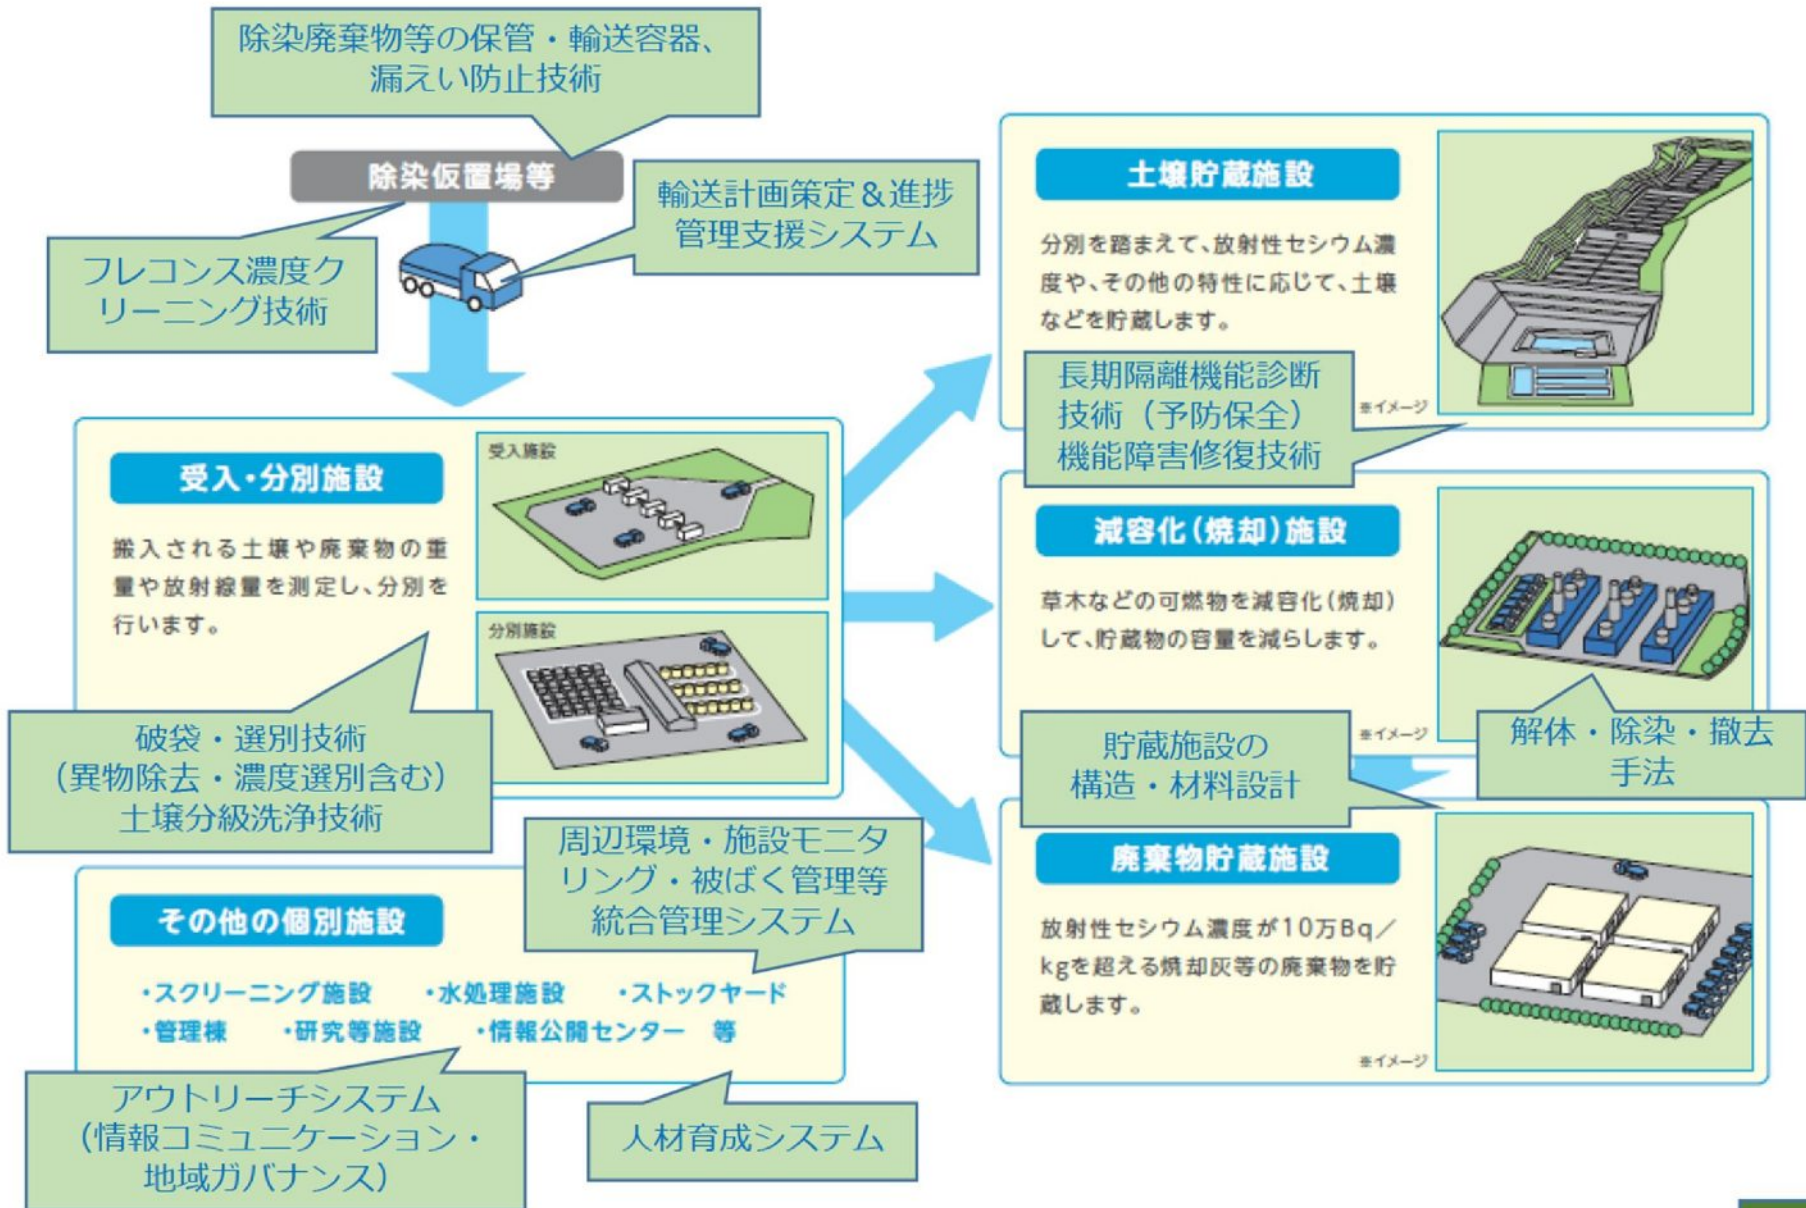 除染廃棄物等の保管・輸送容器、
漏えい防止技術
除染仮置場等
輸送計画策定＆進捗
管理支援システム
フレコンス濃度ク
リーニング技術
受入・分別施設
搬入される土壌や廃棄物の重
量や放射線量を測定し、分別を
行います。
受入施設
分別施設
破袋・選別技術
（異物除去・濃度選別含む）
土壌分級洗浄技術
その他の個別施設
・スクリーニング施設　・水処理施設　・ストックヤード
・管理棟　・研究等施設　・情報公開センター　等
周辺環境・施設モニタ
リング・被ばく管理等
統合管理システム
アウトリーチシステム
（情報コミュニケーション・
地域ガバナンス）
人材育成システム
土壌貯蔵施設
分別を踏まえて、放射性セシウム濃
度や、その他の特性に応じて、土壌
などを貯蔵します。
※イメージ
長期隔離機能診断
技術（予防保全）
機能障害修復技術
減容化（焼却）施設
草木などの可燃物を減容化（焼却）
して、貯蔵物の容量を減らします。
※イメージ
解体・除染・撤去
手法
貯蔵施設の
構造・材料設計
廃棄物貯蔵施設
放射性セシウム濃度が10万Bq／
kgを超える焼却灰等の廃棄物を貯
蔵します。
※イメージ